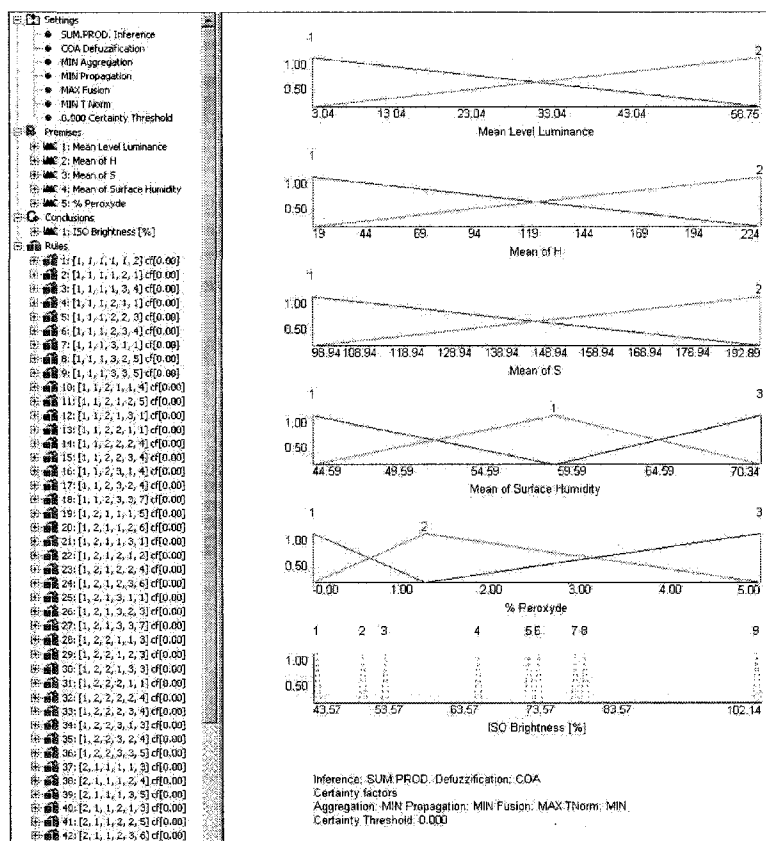 Settings
SUM.PROD. Inference
COA Defuzzification
MIN Aggregation
MIN Propagation
MAX Fusion
MIN T Norm
0.000 Certainty Threshold
Premises
1: Mean Level Luminance
2: Mean of H
3: Mean of S
4: Mean of Surface Humidity
5: % Peroxyde
Conclusions
1: ISO Brightness [%]
Rules
1: [1, 1, 1, 1, 1, 2] cf[0.00]
2: [1, 1, 1, 1, 2, 1] cf[0.00]
3: [1, 1, 1, 1, 3, 4] cf[0.00]
4: [1, 1, 1, 2, 1, 1] cf[0.00]
5: [1, 1, 1, 2, 2, 3] cf[0.00]
6: [1, 1, 1, 2, 3, 4] cf[0.00]
7: [1, 1, 1, 3, 1, 1] cf[0.00]
8: [1, 1, 1, 3, 2, 5] cf[0.00]
9: [1, 1, 1, 3, 3, 5] cf[0.00]
10: [1, 1, 2, 1, 1, 4] cf[0.00]
11: [1, 1, 2, 1, 2, 5] cf[0.00]
12: [1, 1, 2, 1, 3, 1] cf[0.00]
13: [1, 1, 2, 2, 1, 1] cf[0.00]
14: [1, 1, 2, 2, 2, 4] cf[0.00]
15: [1, 1, 2, 2, 3, 4] cf[0.00]
16: [1, 1, 2, 3, 1, 4] cf[0.00]
17: [1, 1, 2, 3, 2, 4] cf[0.00]
18: [1, 1, 2, 3, 3, 7] cf[0.00]
19: [1, 2, 1, 1, 1, 5] cf[0.00]
20: [1, 2, 1, 1, 2, 6] cf[0.00]
21: [1, 2, 1, 1, 3, 1] cf[0.00]
22: [1, 2, 1, 2, 1, 2] cf[0.00]
23: [1, 2, 1, 2, 2, 4] cf[0.00]
24: [1, 2, 1, 2, 3, 6] cf[0.00]
25: [1, 2, 1, 3, 1, 1] cf[0.00]
26: [1, 2, 1, 3, 2, 3] cf[0.00]
27: [1, 2, 1, 3, 3, 7] cf[0.00]
28: [1, 2, 2, 1, 1, 3] cf[0.00]
29: [1, 2, 2, 1, 2, 3] cf[0.00]
30: [1, 2, 2, 1, 3, 3] cf[0.00]
31: [1, 2, 2, 2, 1, 1] cf[0.00]
32: [1, 2, 2, 2, 2, 4] cf[0.00]
33: [1, 2, 2, 2, 3, 4] cf[0.00]
34: [1, 2, 2, 3, 1, 3] cf[0.00]
35: [1, 2, 2, 3, 2, 4] cf[0.00]
36: [1, 2, 2, 3, 3, 5] cf[0.00]
37: [2, 1, 1, 1, 1, 3] cf[0.00]
38: [2, 1, 1, 1, 2, 4] cf[0.00]
39: [2, 1, 1, 1, 3, 5] cf[0.00]
40: [2, 1, 1, 2, 1, 3] cf[0.00]
41: [2, 1, 1, 2, 2, 5] cf[0.00]
42: [2, 1, 1, 2, 3, 6] cf[0.00]
1 2
1.00
0.50
3.04 13.04 23.04 33.04 43.04 56.75
Mean Level Luminance
1 2
1.00
0.50
19 44 69 94 119 144 169 194 224
Mean of H
1 2
1.00
0.50
98.94 108.94 118.94 128.94 138.94 148.94 158.94 168.94 178.94 192.89
Mean of S
1 1 3
1.00
0.50
44.59 49.59 54.59 59.59 64.59 70.34
Mean of Surface Humidity
1 2 3
1.00
0.50
0.00 1.00 2.00 3.00 4.00 5.00
% Peroxyde
1 2 3 4 5 6 7 8 9
1.00
0.50
43.57 53.57 63.57 73.57 83.57 102.14
ISO Brightness [%]
Inference: SUM.PROD. Defuzzification: COA
Certainty factors
Aggregation: MIN Propagation: MIN Fusion: MAX TNorm: MIN
Certainty Threshold: 0.000